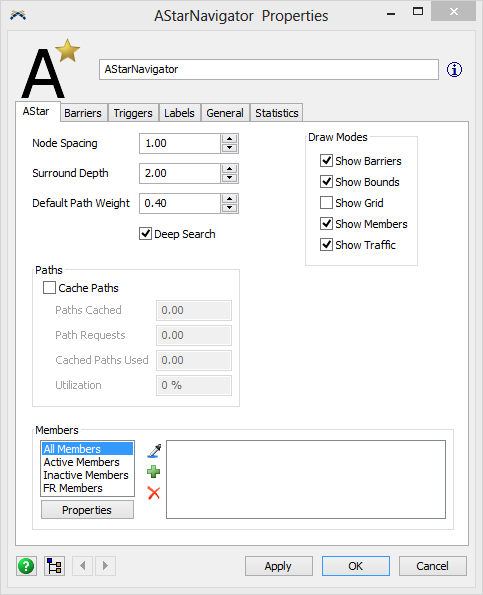 AStarNavigator Properties
A
AStarNavigator
AStar Barriers Triggers Labels General Statistics
Node Spacing 1.00
Surround Depth 2.00
Default Path Weight 0.40
Deep Search
Draw Modes
Show Barriers
Show Bounds
Show Grid
Show Members
Show Traffic
Paths
Cache Paths
Paths Cached 0.00
Path Requests 0.00
Cached Paths Used 0.00
Utilization 0 %
Members
All Members
Active Members
Inactive Members
FR Members
Properties
Apply OK Cancel